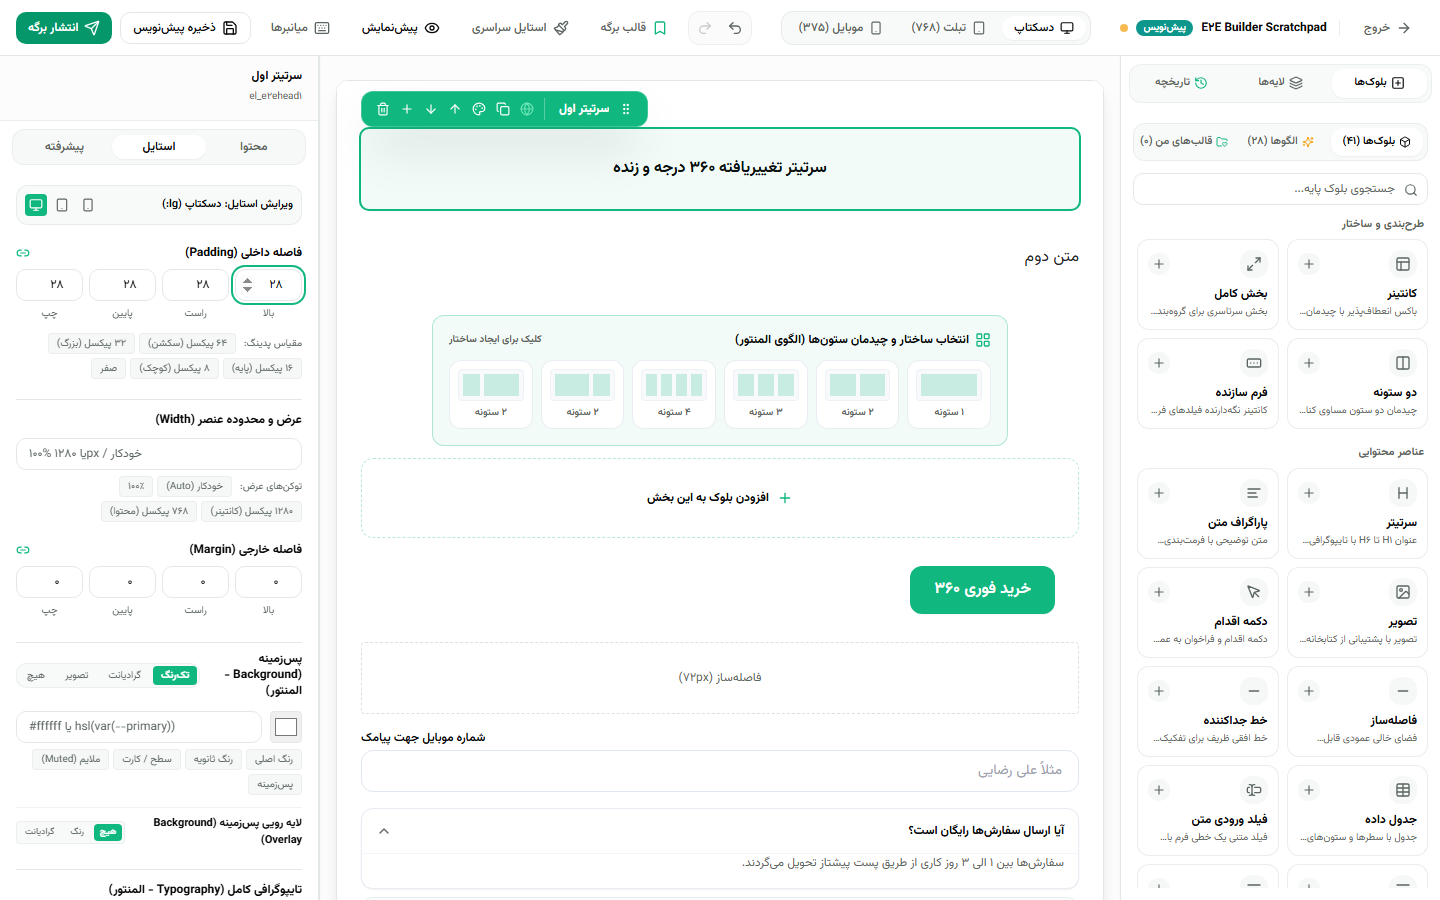 خروج
E2E Builder Scratchpad
پیش‌نویس
دسکتاپ
تبلت (۷۶۸)
موبایل (۳۷۵)
قالب برگه
استایل سراسری
پیش‌نمایش
میانبرها
ذخیره پیش‌نویس
انتشار برگه
بلوک‌ها
لایه‌ها
تاریخچه
بلوک‌ها (۴۱)
الگوها (۲۸)
قالب‌های من (۰)
جستجوی بلوک پایه...
طرح‌بندی و ساختار
کانتینر
باکس انعطاف‌پذیر با چیدمان...
بخش کامل
بخش سراسری برای گروه‌بند...
دو ستونه
چیدمان دو ستون مساوی کنا...
فرم سازنده
کانتینر نگه‌دارنده فیلدهای فر...
عناصر محتوایی
سرتیتر
عنوان H1 تا H6 با تایپوگرافی...
پاراگراف متن
متن توضیحی با فرمت‌بندی...
تصویر
تصویر با پشتیبانی از کتابخانه...
دکمه اقدام
دکمه اقدام و فراخوان به عمـ...
فاصله‌ساز
فضای خالی عمودی قابل...
خط جداکننده
خط افقی ظریف برای تفکیک...
جدول داده
جدول با سطرها و ستون‌های...
فیلد ورودی متن
فیلد متنی یک خطی فرم با...
سرتیتر اول
سرتیتر تغییریافته ۳۶۰ درجه و زنده
متن دوم
انتخاب ساختار و چیدمان ستون‌ها (الگوی المنتور)
کلیک برای ایجاد ساختار
۱ ستونه
۲ ستونه
۳ ستونه
۴ ستونه
۲ ستونه
۲ ستونه
افزودن بلوک به این بخش
خرید فوری ۳۶۰
فاصله‌ساز (۷۲px)
شماره موبایل جهت پیامک
مثلاً علی رضایی
آیا ارسال سفارش‌ها رایگان است؟
سفارش‌ها بین ۱ الی ۳ روز کاری از طریق پست پیشتاز تحویل می‌گردند.
سرتیتر اول
el_e۲ehead۱
محتوا
استایل
پیشرفته
ویرایش استایل: دسکتاپ (lg:)
فاصله داخلی (Padding)
۲۸
۲۸
۲۸
۲۸
بالا
راست
پایین
چپ
مقیاس پدینگ:
۶۴ پیکسل (سکشن)
۳۲ پیکسل (بزرگ)
۱۶ پیکسل (پایه)
۸ پیکسل (کوچک)
صفر
عرض و محدوده عنصر (Width)
خودکار / ۱۰۰% یا ۱۲۸۰px
توکن‌های عرض:
خودکار (Auto)
۱۰۰٪
۱۲۸۰ پیکسل (کانتینر)
۷۶۸ پیکسل (محتوا)
فاصله خارجی (Margin)
۰
۰
۰
۰
بالا
راست
پایین
چپ
پس‌زمینه
(Background -
المنتور)
تک‌رنگ
گرادیانت
تصویر
هیچ
#ffffff یا hsl(var(--primary))
رنگ اصلی
رنگ ثانویه
سطح / کارت
ملایم (Muted)
پس‌زمینه
لایه رویی پس‌زمینه (Background
Overlay)
هیچ
رنگ
گرادیانت
تایپوگرافی کامل (Typography - المنتور)